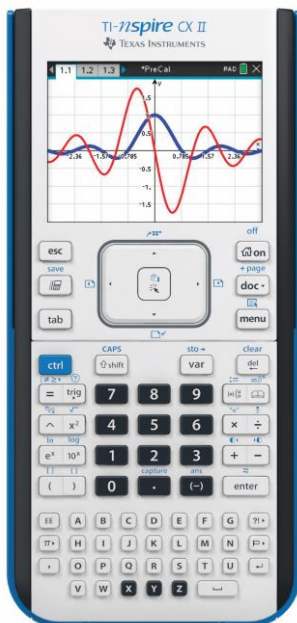 TI-nspire CX II
TEXAS INSTRUMENTS
1.1 1.2 1.3 *PreCal RAD
y
1.5
-2.36 -1.57 -0.785 0.785 1.57 2.36 x
-0.5
-1.
-1.5
off
esc on
save + page
doc
tab menu
CAPS sto→ clear
ctrl ⇧shift var del
= trig 7 8 9
^ x² 4 5 6 × ÷
ln log
eˣ 10ˣ 1 2 3 + −
[ ] { } capture ans ≈
( ) 0 . (−) enter
EE A B C D E F G ?!▸
π▸ H I J K L M N
, O P Q R S T U ↵
V W X Y Z